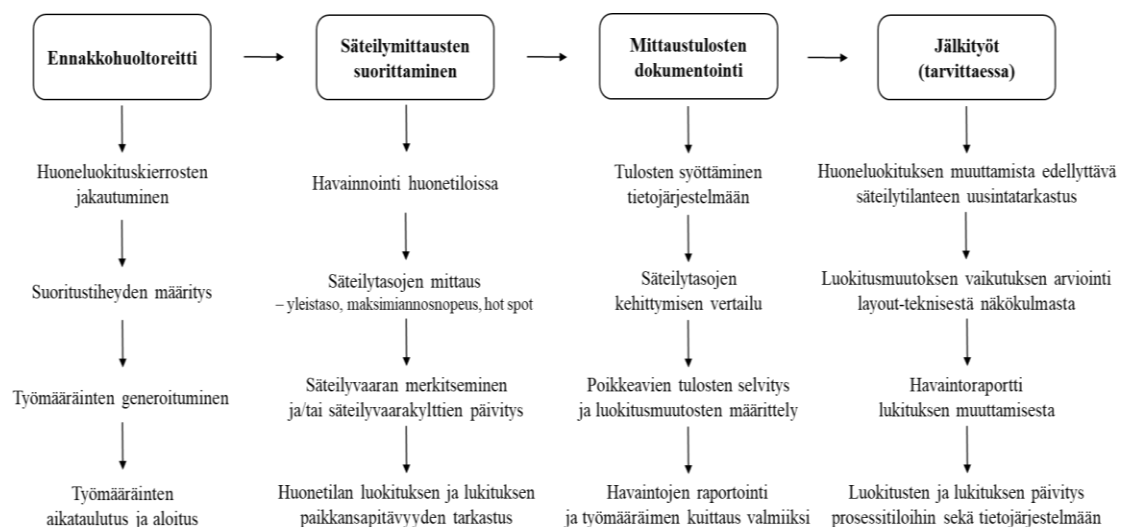 Ennakkohuoltoreitti
Huoneluokituskierrosten
jakautuminen
Suoritustiheyden määritys
Työmääräinten generoituminen
Työmääräinten
aikataulutus ja aloitus
Säteilymittausten
suorittaminen
Havainnointi huonetiloissa
Säteilytasojen mittaus
– yleistaso, maksimiannosnopeus, hot spot
Säteilyvaaran merkitseminen
ja/tai säteilyvaarakylttien päivitys
Huonetilan luokituksen ja lukituksen
paikkansapitävyyden tarkastus
Mittaustulosten
dokumentointi
Tulosten syöttäminen
tietojärjestelmään
Säteilytasojen
kehittymisen vertailu
Poikkeavien tulosten selvitys
ja luokitusmuutosten määrittely
Havaintojen raportointi
ja työmääräimen kuittaus valmiiksi
Jälkityöt
(tarvittaessa)
Huoneluokituksen muuttamista edellyttävä
säteilytilanteen uusintatarkastus
Luokitusmuutoksen vaikutuksen arviointi
layout-teknisestä näkökulmasta
Havaintoraportti
lukituksen muuttamisesta
Luokitusten ja lukituksen päivitys
prosessitiloihin sekä tietojärjestelmään